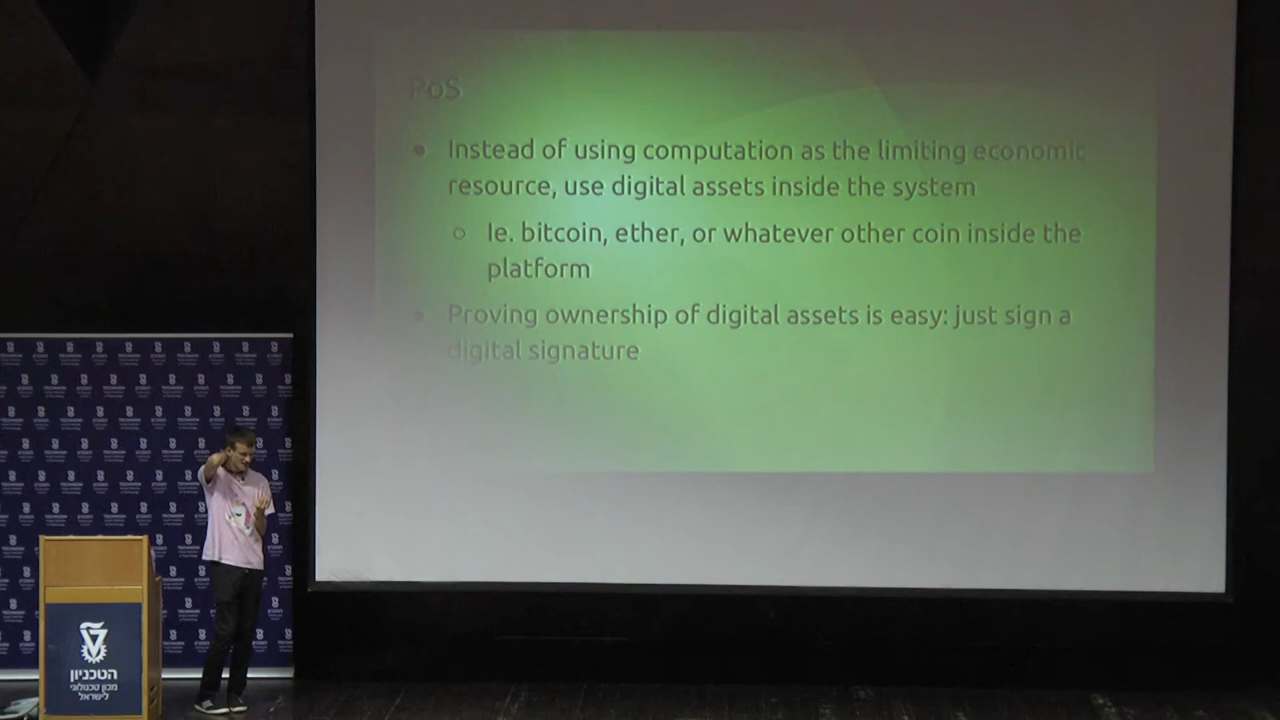 PoS
● Instead of using computation as the limiting economic
resource, use digital assets inside the system
○ Ie. bitcoin, ether, or whatever other coin inside the
platform
● Proving ownership of digital assets is easy: just sign a
digital signature
הטכניון
מכון טכנולוגי
לישראל
TECHNION